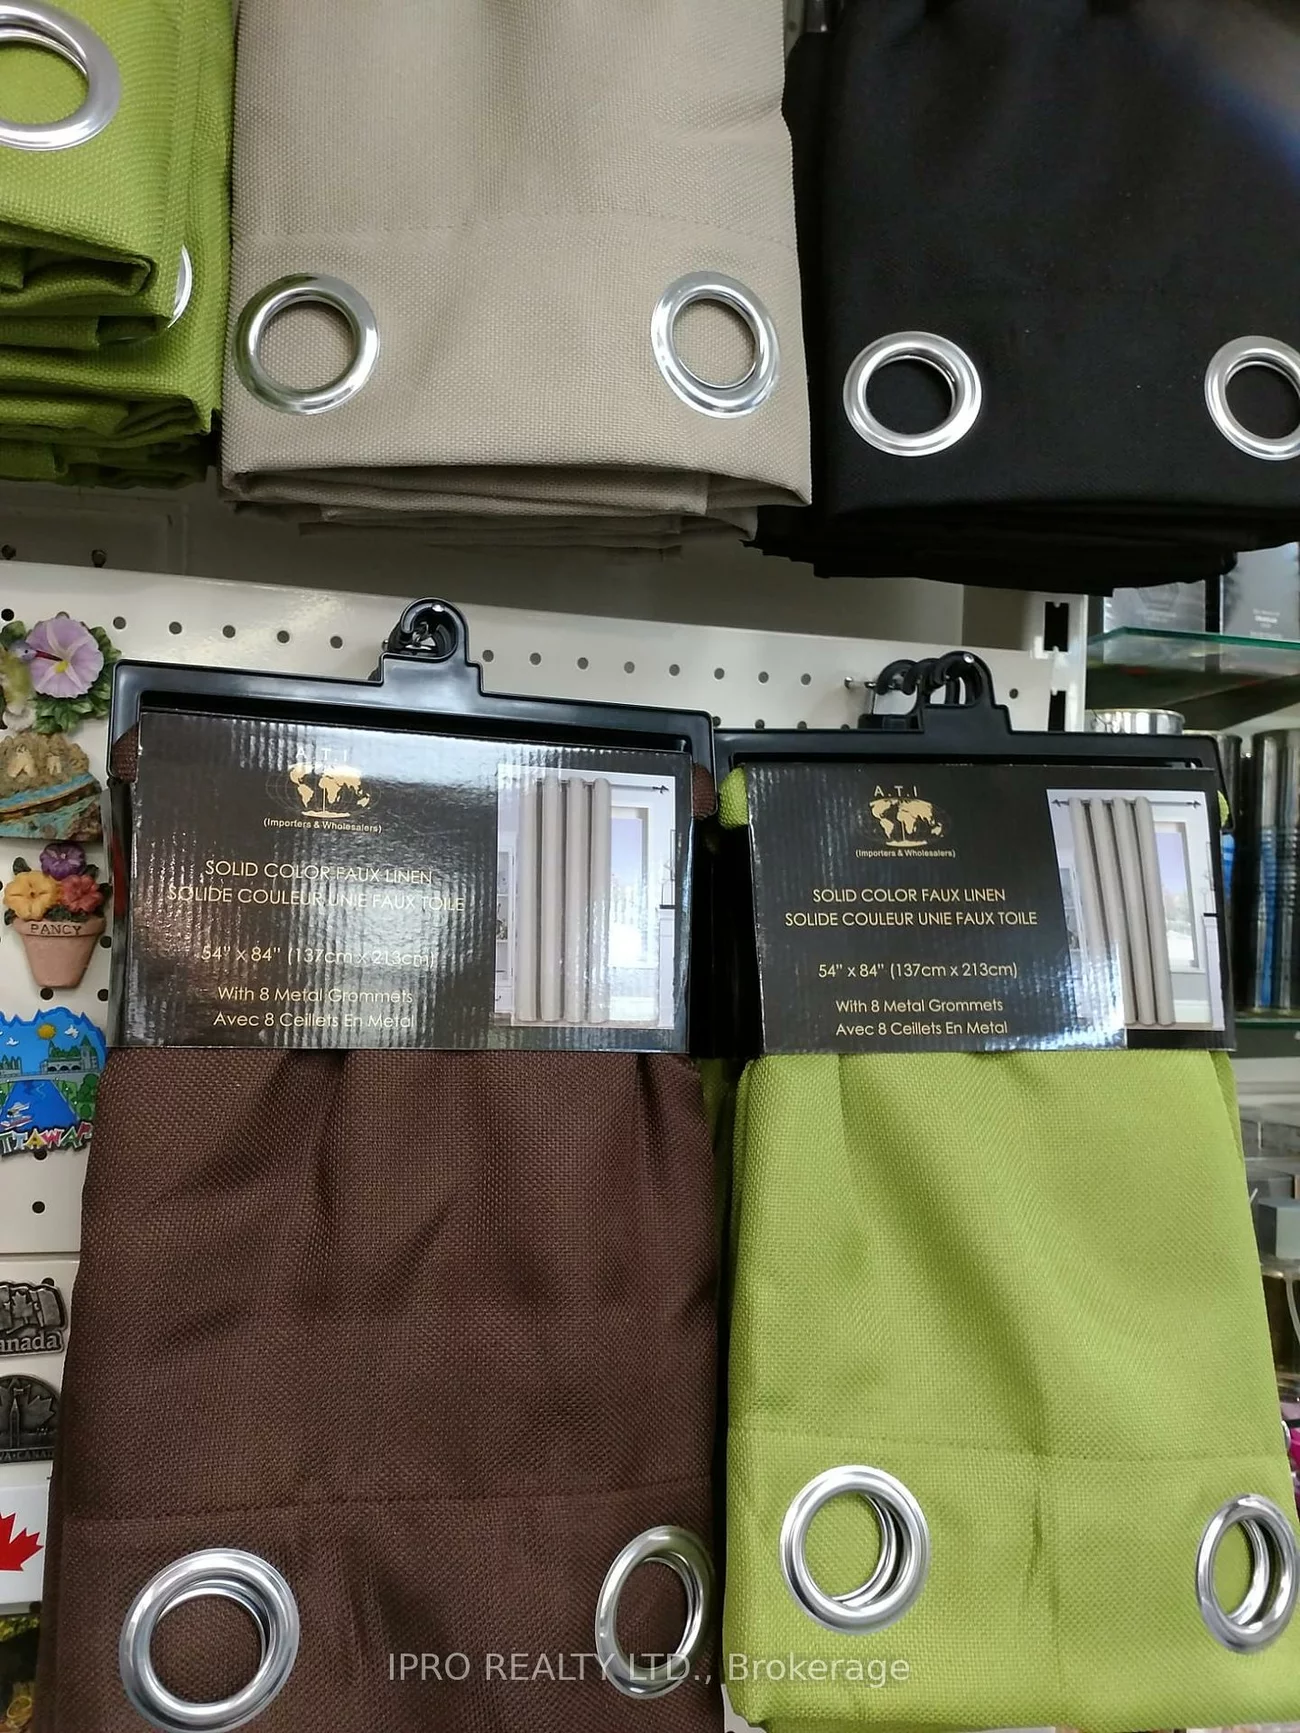 A.T.I
(Importers & Wholesalers)
SOLID COLOR FAUX LINEN
SOLIDE COULEUR UNIE FAUX TOILE
54" x 84" (137cm x 213cm)
With 8 Metal Grommets
Avec 8 Ceillets En Metal
A.T.I
(Importers & Wholesalers)
SOLID COLOR FAUX LINEN
SOLIDE COULEUR UNIE FAUX TOILE
54" x 84" (137cm x 213cm)
With 8 Metal Grommets
Avec 8 Ceillets En Metal
PANCY
TTAWA
anada
IPRO REALTY LTD., Brokerage